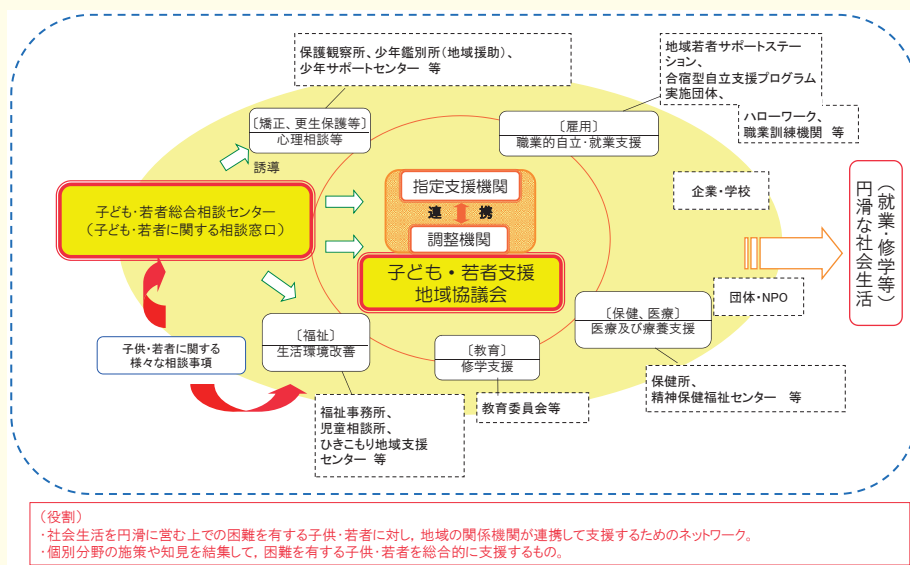 保護観察所、少年鑑別所(地域援助)、
少年サポートセンター 等
地域若者サポートステー
ション、
合宿型自立支援プログラム
実施団体、
ハローワーク、
職業訓練機関 等
〔矯正、更生保護等〕
心理相談等
〔雇用〕
職業的自立・就業支援
誘導
指定支援機関
連 携
調整機関
子ども・若者支援
地域協議会
子ども・若者総合相談センター
(子ども・若者に関する相談窓口)
企業・学校
団体・NPO
(就業・修学等)
円滑な社会生活
子供・若者に関する
様々な相談事項
〔福祉〕
生活環境改善
〔教育〕
修学支援
〔保健、医療〕
医療及び療養支援
福祉事務所、
児童相談所、
ひきこもり地域支援
センター 等
教育委員会等
保健所、
精神保健福祉センター 等
(役割)
・社会生活を円滑に営む上での困難を有する子供・若者に対し,地域の関係機関が連携して支援するためのネットワーク。
・個別分野の施策や知見を結集して,困難を有する子供・若者を総合的に支援するもの。